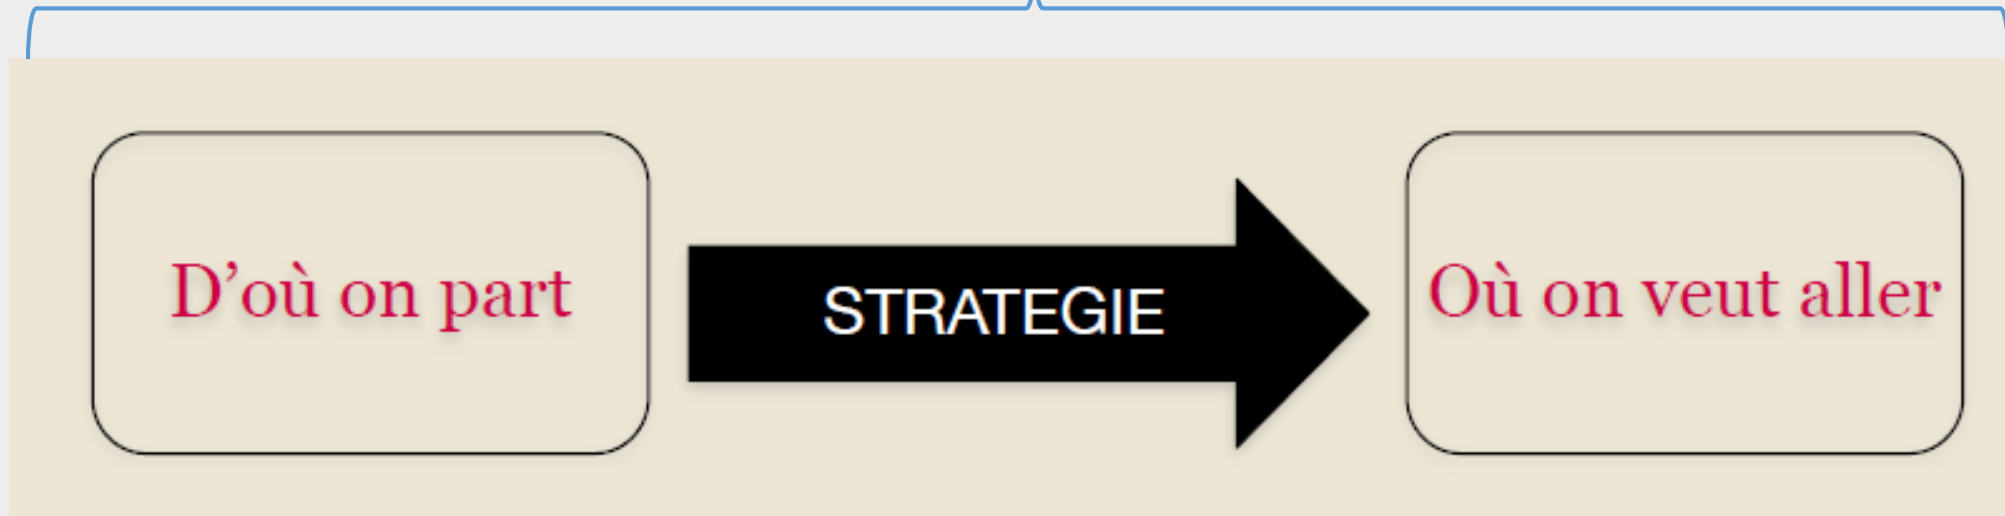 D’où on part
STRATEGIE
Où on veut aller